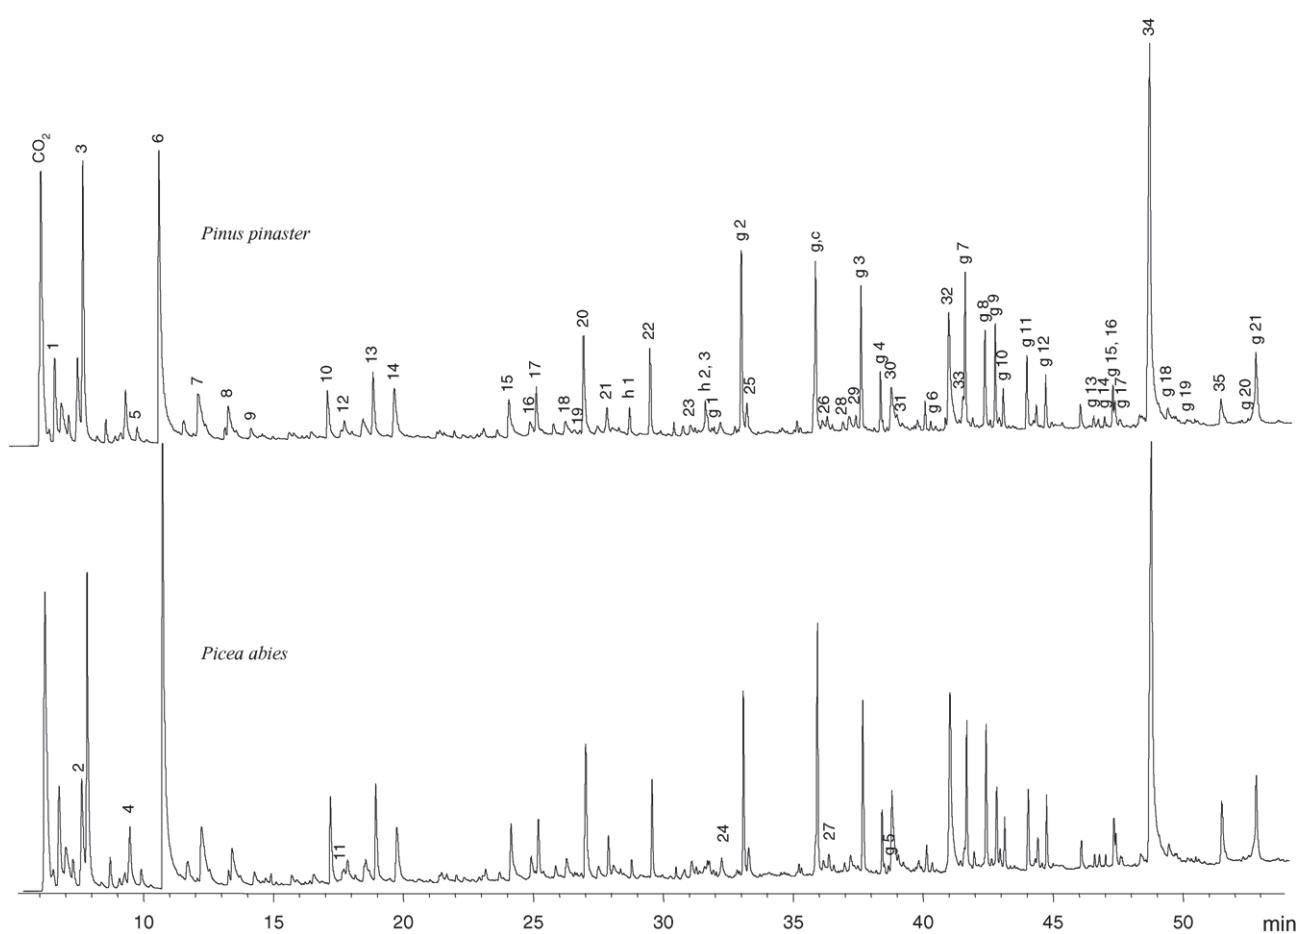 34
CO2
3
6
Pinus pinaster
1
5
7
8
9
10
12
13
14
15
16
17
18
19
20
21
h 1
22
23
h 2, 3
g 1
g 2
25
g,c
26
28
29
g 3
g 4
30
31
g 6
32
33
g 7
g 8
g 9
g 10
g 11
g 12
g 13
g 14
g 15, 16
g 17
g 18
g 19
35
g 20
g 21
Picea abies
2
4
11
24
27
g 5
10 15 20 25 30 35 40 45 50 min